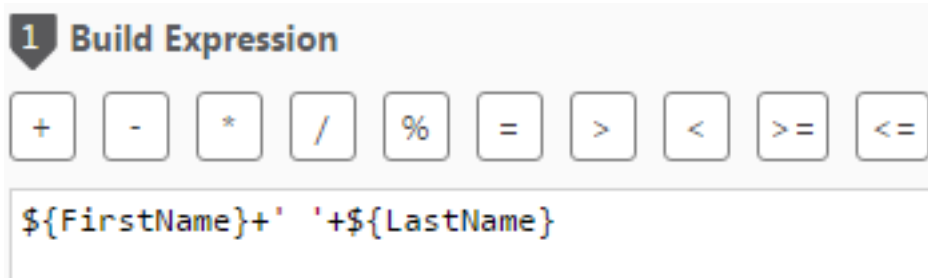 1 Build Expression
+ - * / % = > < >= <=
${FirstName}+' '+${LastName}